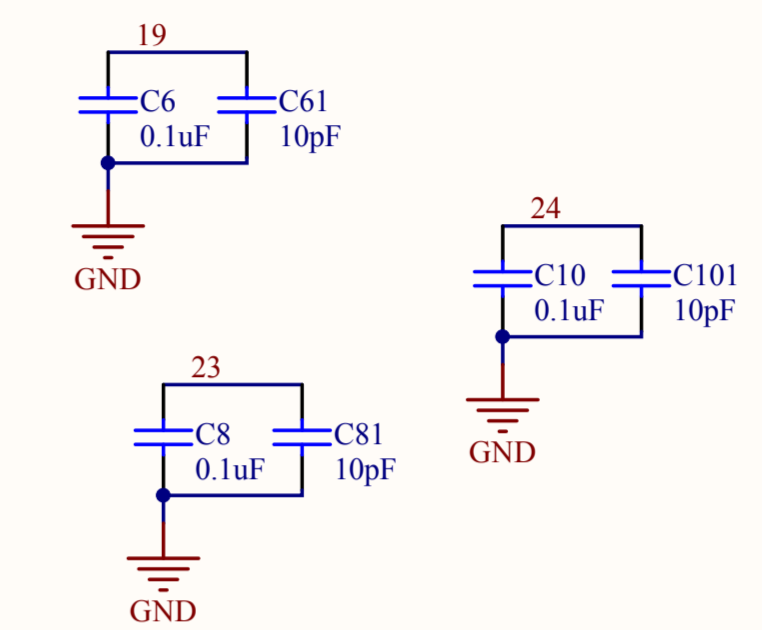 19
C6
0.1uF
C61
10pF
GND
24
C10
0.1uF
C101
10pF
GND
23
C8
0.1uF
C81
10pF
GND